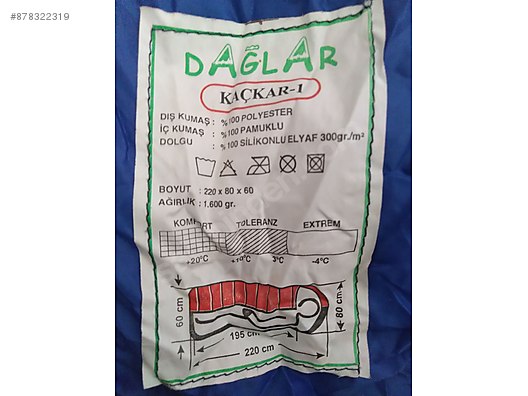 #878322319
DAĞLAR
KAÇKAR-1
DIŞ KUMAŞ : %100 POLYESTER
İÇ KUMAŞ : %100 PAMUKLU
DOLGU : %100 SİLİKONLU ELYAF 300gr./m²
BOYUT : 220 x 80 x 60
AĞIRLIK : 1.600 gr.
KOMFORT TOLERANZ EXTREM
+20°C +10°C 3°C -4°C
60 cm
80 cm
195 cm
220 cm